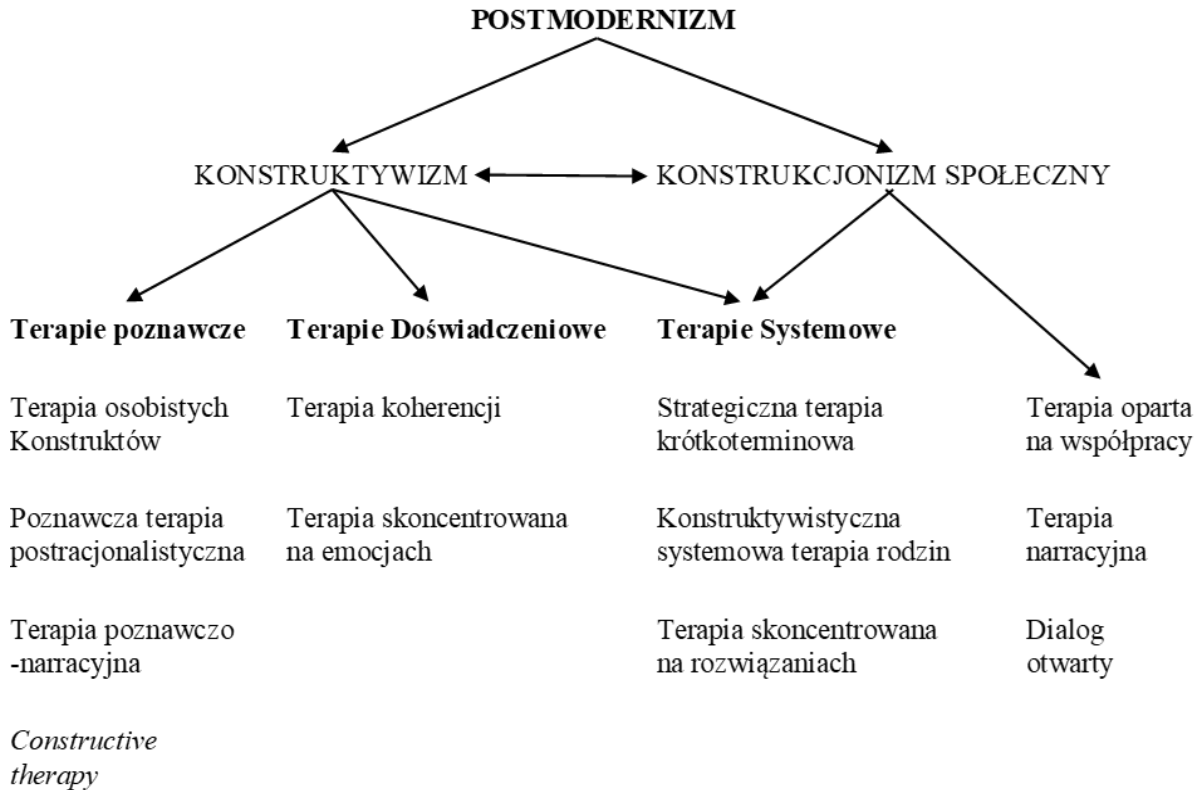 POSTMODERNIZM
KONSTRUKTYWIZM
KONSTRUKCJONIZM SPOŁECZNY
Terapie poznawcze
Terapia osobistych
Konstruktów
Poznawcza terapia
postracjonalistyczna
Terapia poznawczo
-narracyjna
Constructive
therapy
Terapie Doświadczeniowe
Terapia koherencji
Terapia skoncentrowana
na emocjach
Terapie Systemowe
Strategiczna terapia
krótkoterminowa
Konstruktywistyczna
systemowa terapia rodzin
Terapia skoncentrowana
na rozwiązaniach
Terapia oparta
na współpracy
Terapia
narracyjna
Dialog
otwarty